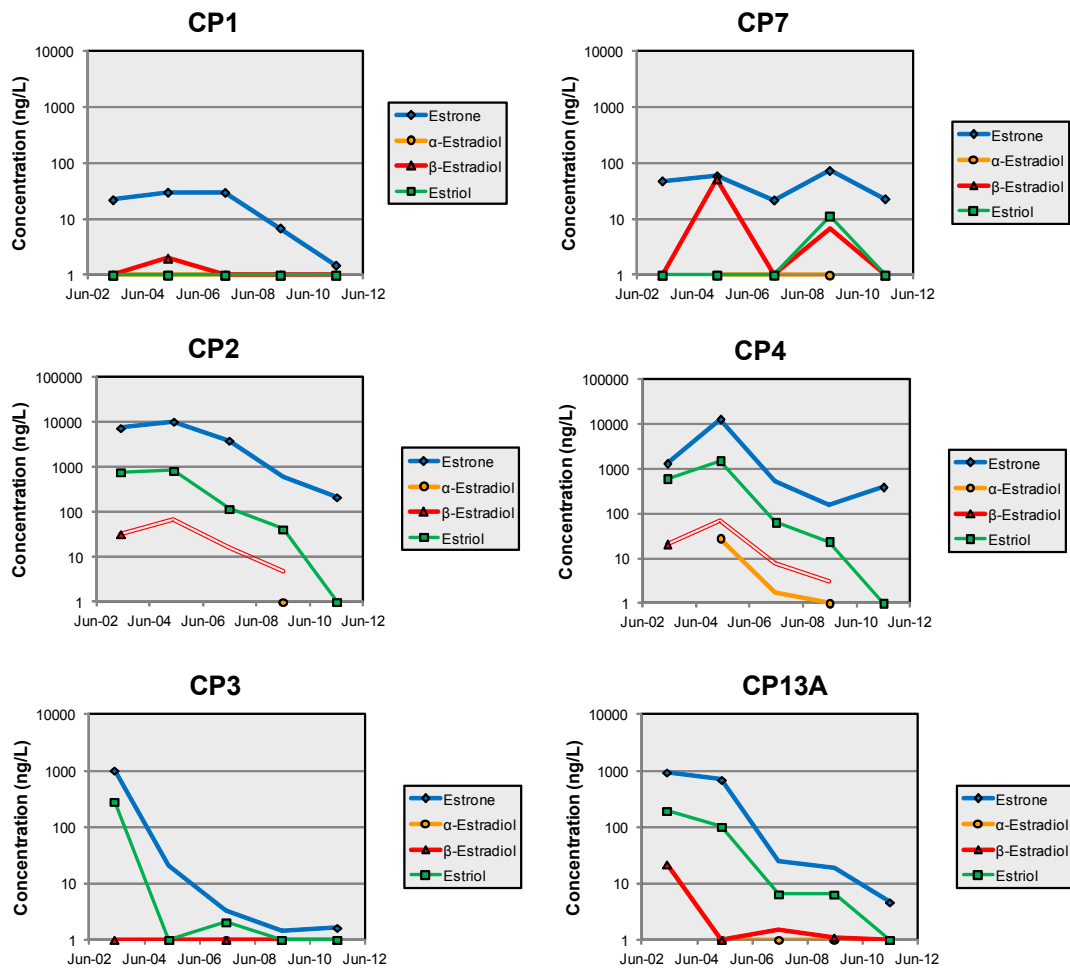 CP1
Concentration (ng/L)
10000
1000
100
10
1
Jun-02 Jun-04 Jun-06 Jun-08 Jun-10 Jun-12
Estrone
α-Estradiol
β-Estradiol
Estriol
CP7
Concentration (ng/L)
10000
1000
100
10
1
Jun-02 Jun-04 Jun-06 Jun-08 Jun-10 Jun-12
Estrone
α-Estradiol
β-Estradiol
Estriol
CP2
Concentration (ng/L)
100000
10000
1000
100
10
1
Jun-02 Jun-04 Jun-06 Jun-08 Jun-10 Jun-12
Estrone
α-Estradiol
β-Estradiol
Estriol
CP4
Concentration (ng/L)
100000
10000
1000
100
10
1
Jun-02 Jun-04 Jun-06 Jun-08 Jun-10 Jun-12
Estrone
α-Estradiol
β-Estradiol
Estriol
CP3
Concentration (ng/L)
10000
1000
100
10
1
Jun-02 Jun-04 Jun-06 Jun-08 Jun-10 Jun-12
Estrone
α-Estradiol
β-Estradiol
Estriol
CP13A
Concentration (ng/L)
10000
1000
100
10
1
Jun-02 Jun-04 Jun-06 Jun-08 Jun-10 Jun-12
Estrone
α-Estradiol
β-Estradiol
Estriol